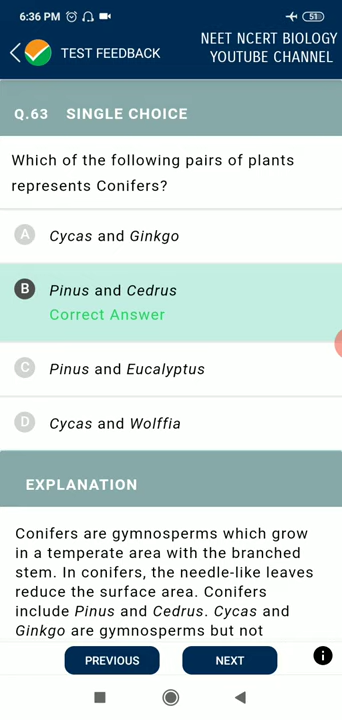 6:36 PM 51
NEET NCERT BIOLOGY
TEST FEEDBACK
YOUTUBE CHANNEL
Q.63 SINGLE CHOICE
Which of the following pairs of plants
represents Conifers?
A Cycas and Ginkgo
B Pinus and Cedrus
Correct Answer
C Pinus and Eucalyptus
D Cycas and Wolffia
EXPLANATION
Conifers are gymnosperms which grow
in a temperate area with the branched
stem. In conifers, the needle-like leaves
reduce the surface area. Conifers
include Pinus and Cedrus. Cycas and
Ginkgo are gymnosperms but not
PREVIOUS NEXT i